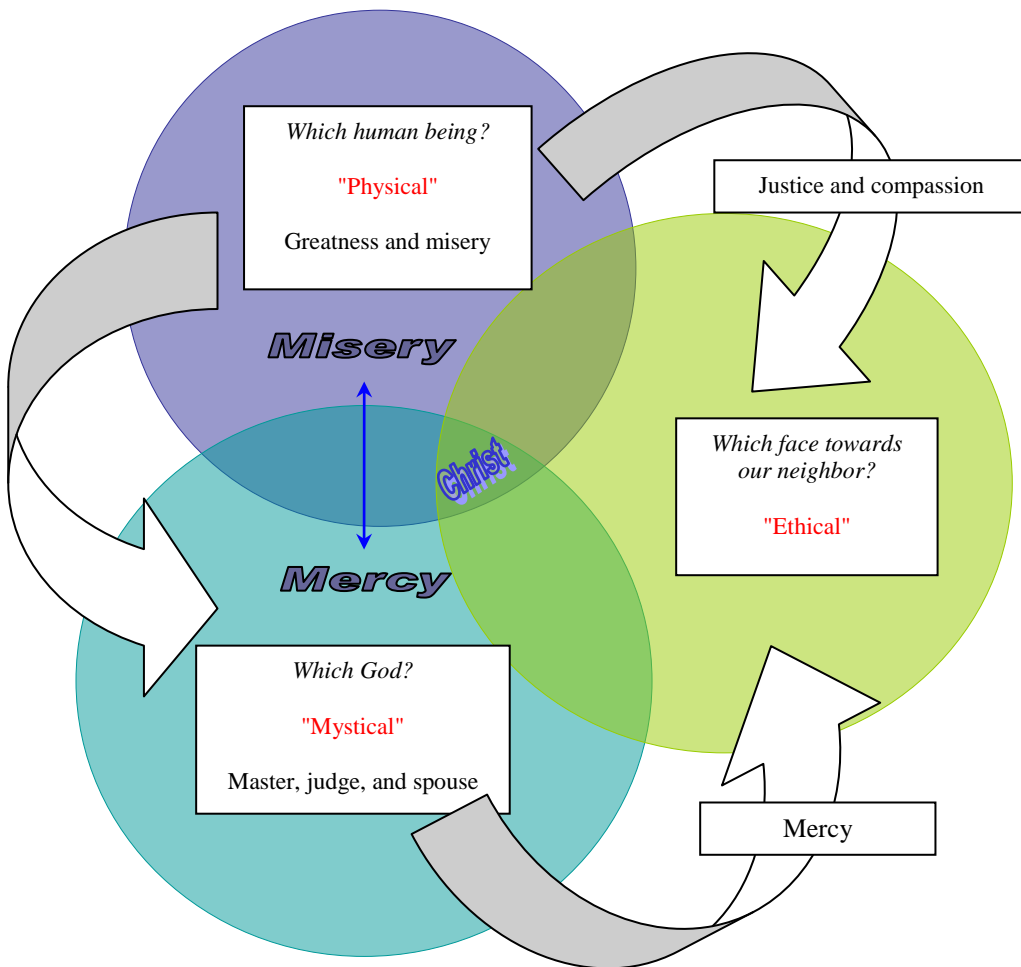 Which human being?
"Physical"
Greatness and misery
Justice and compassion
Misery
Christ
Mercy
Which face towards
our neighbor?
"Ethical"
Which God?
"Mystical"
Master, judge, and spouse
Mercy